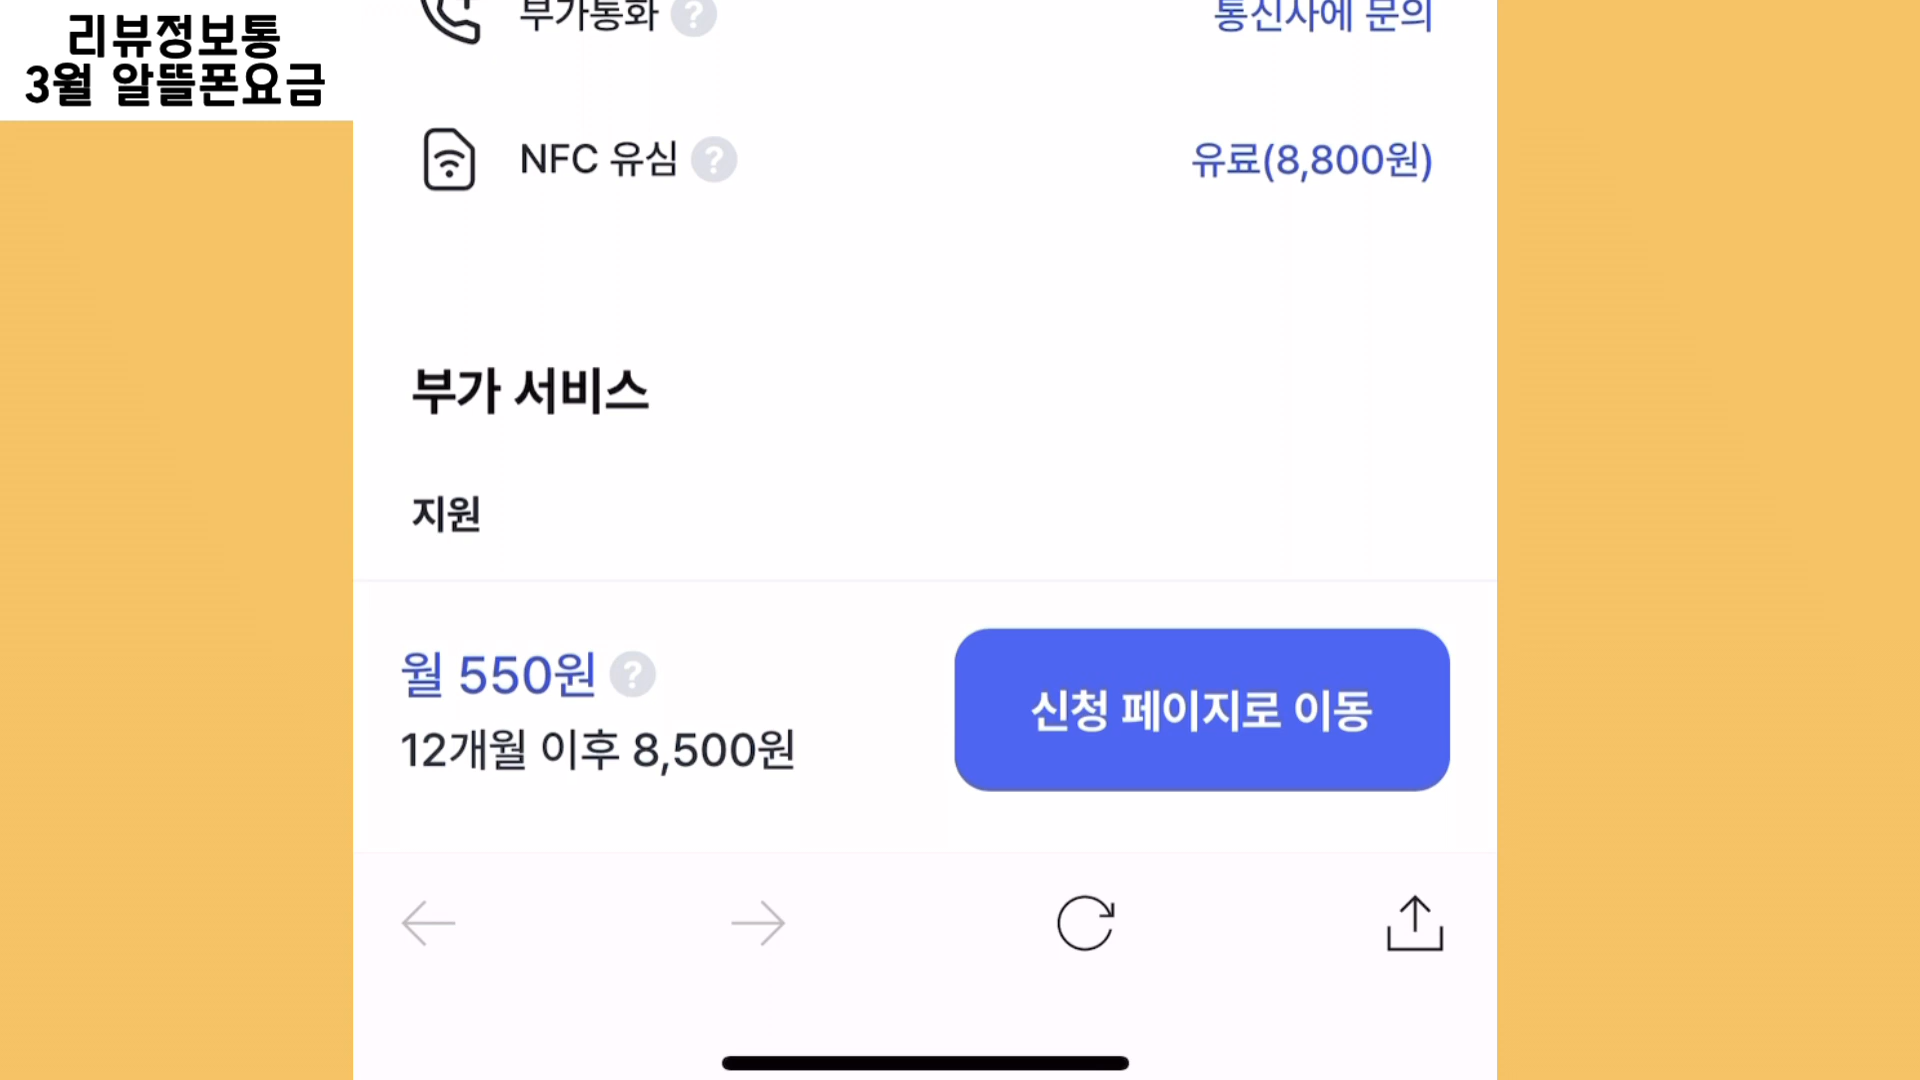 리뷰정보통
3월 알뜰폰요금
부가통화 ?
통신사에 문의
NFC 유심 ?
유료(8,800원)
부가 서비스
지원
월 550원 ?
12개월 이후 8,500원
신청 페이지로 이동